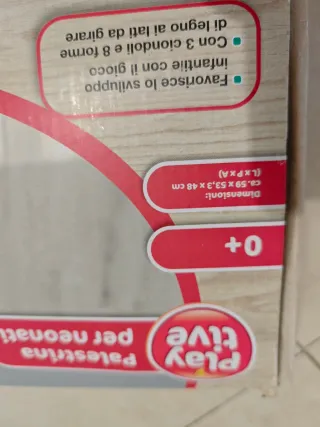 Play
tive
Palestrina
per neonati
0+
Dimensioni:
ca. 59 x 53,3 x 48 cm
(L x P x A)
• Favorisce lo sviluppo
infantile con il gioco
• Con 3 ciondoli e 8 forme
di legno ai lati da girare